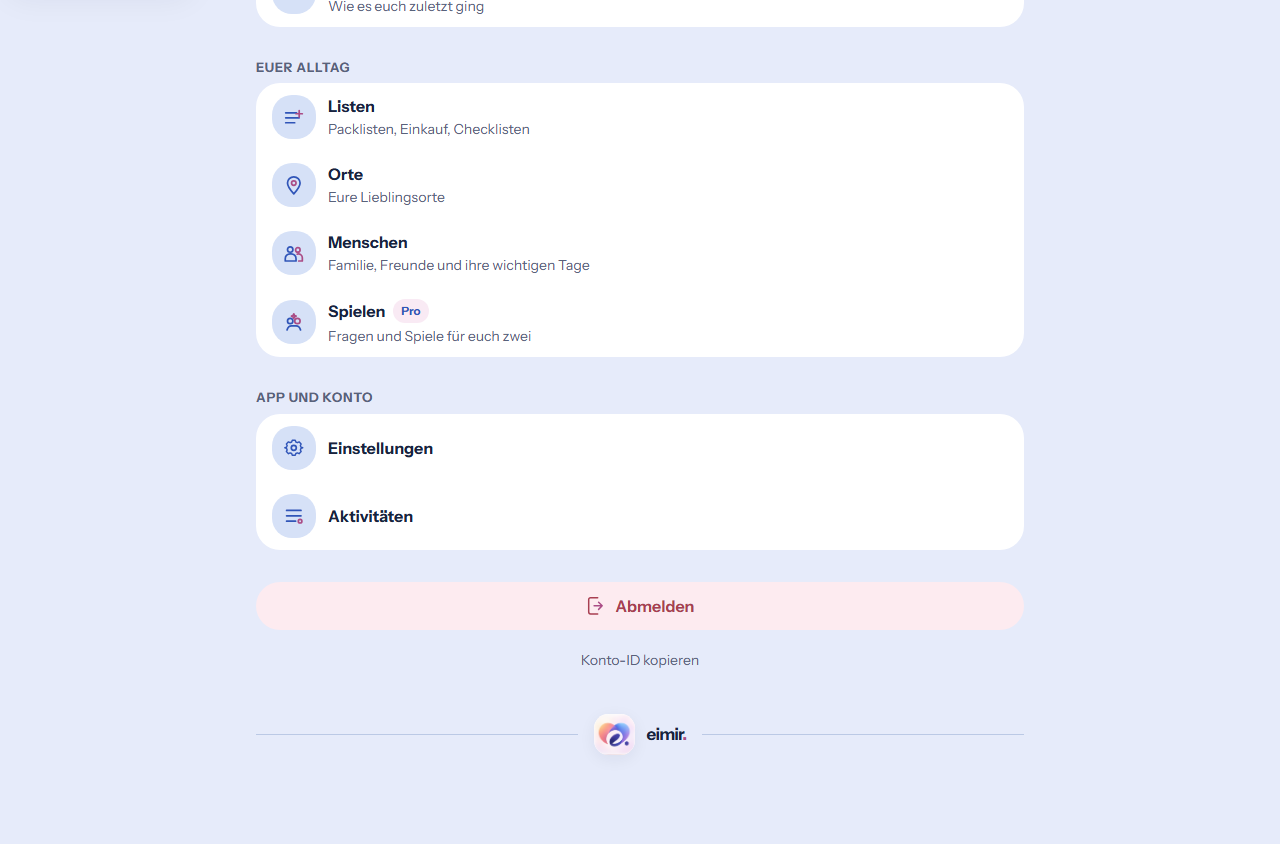 Wie es euch zuletzt ging
EUER ALLTAG
Listen
Packlisten, Einkauf, Checklisten
Orte
Eure Lieblingsorte
Menschen
Familie, Freunde und ihre wichtigen Tage
Spielen Pro
Fragen und Spiele für euch zwei
APP UND KONTO
Einstellungen
Aktivitäten
Abmelden
Konto-ID kopieren
e. eimir.